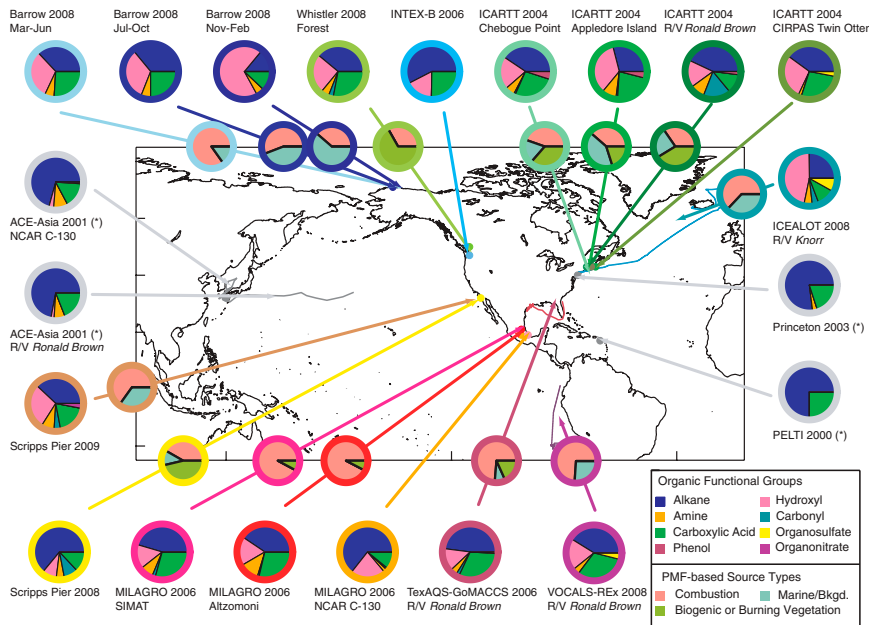 Barrow 2008
Mar-Jun
Barrow 2008
Jul-Oct
Barrow 2008
Nov-Feb
Whistler 2008
Forest
INTEX-B 2006
ICARTT 2004
Chebogue Point
ICARTT 2004
Appledore Island
ICARTT 2004
R/V Ronald Brown
ICARTT 2004
CIRPAS Twin Otter
ACE-Asia 2001 (*)
NCAR C-130
ICEALOT 2008
R/V Knorr
ACE-Asia 2001 (*)
R/V Ronald Brown
Princeton 2003 (*)
Scripps Pier 2009
PELTI 2000 (*)
Scripps Pier 2008
MILAGRO 2006
SIMAT
MILAGRO 2006
Altzomoni
MILAGRO 2006
NCAR C-130
TexAQS-GoMACCS 2006
R/V Ronald Brown
VOCALS-REx 2008
R/V Ronald Brown
Organic Functional Groups
Alkane
Hydroxyl
Amine
Carbonyl
Carboxylic Acid
Organosulfate
Phenol
Organonitrate
PMF-based Source Types
Combustion
Marine/Bkgd.
Biogenic or Burning Vegetation